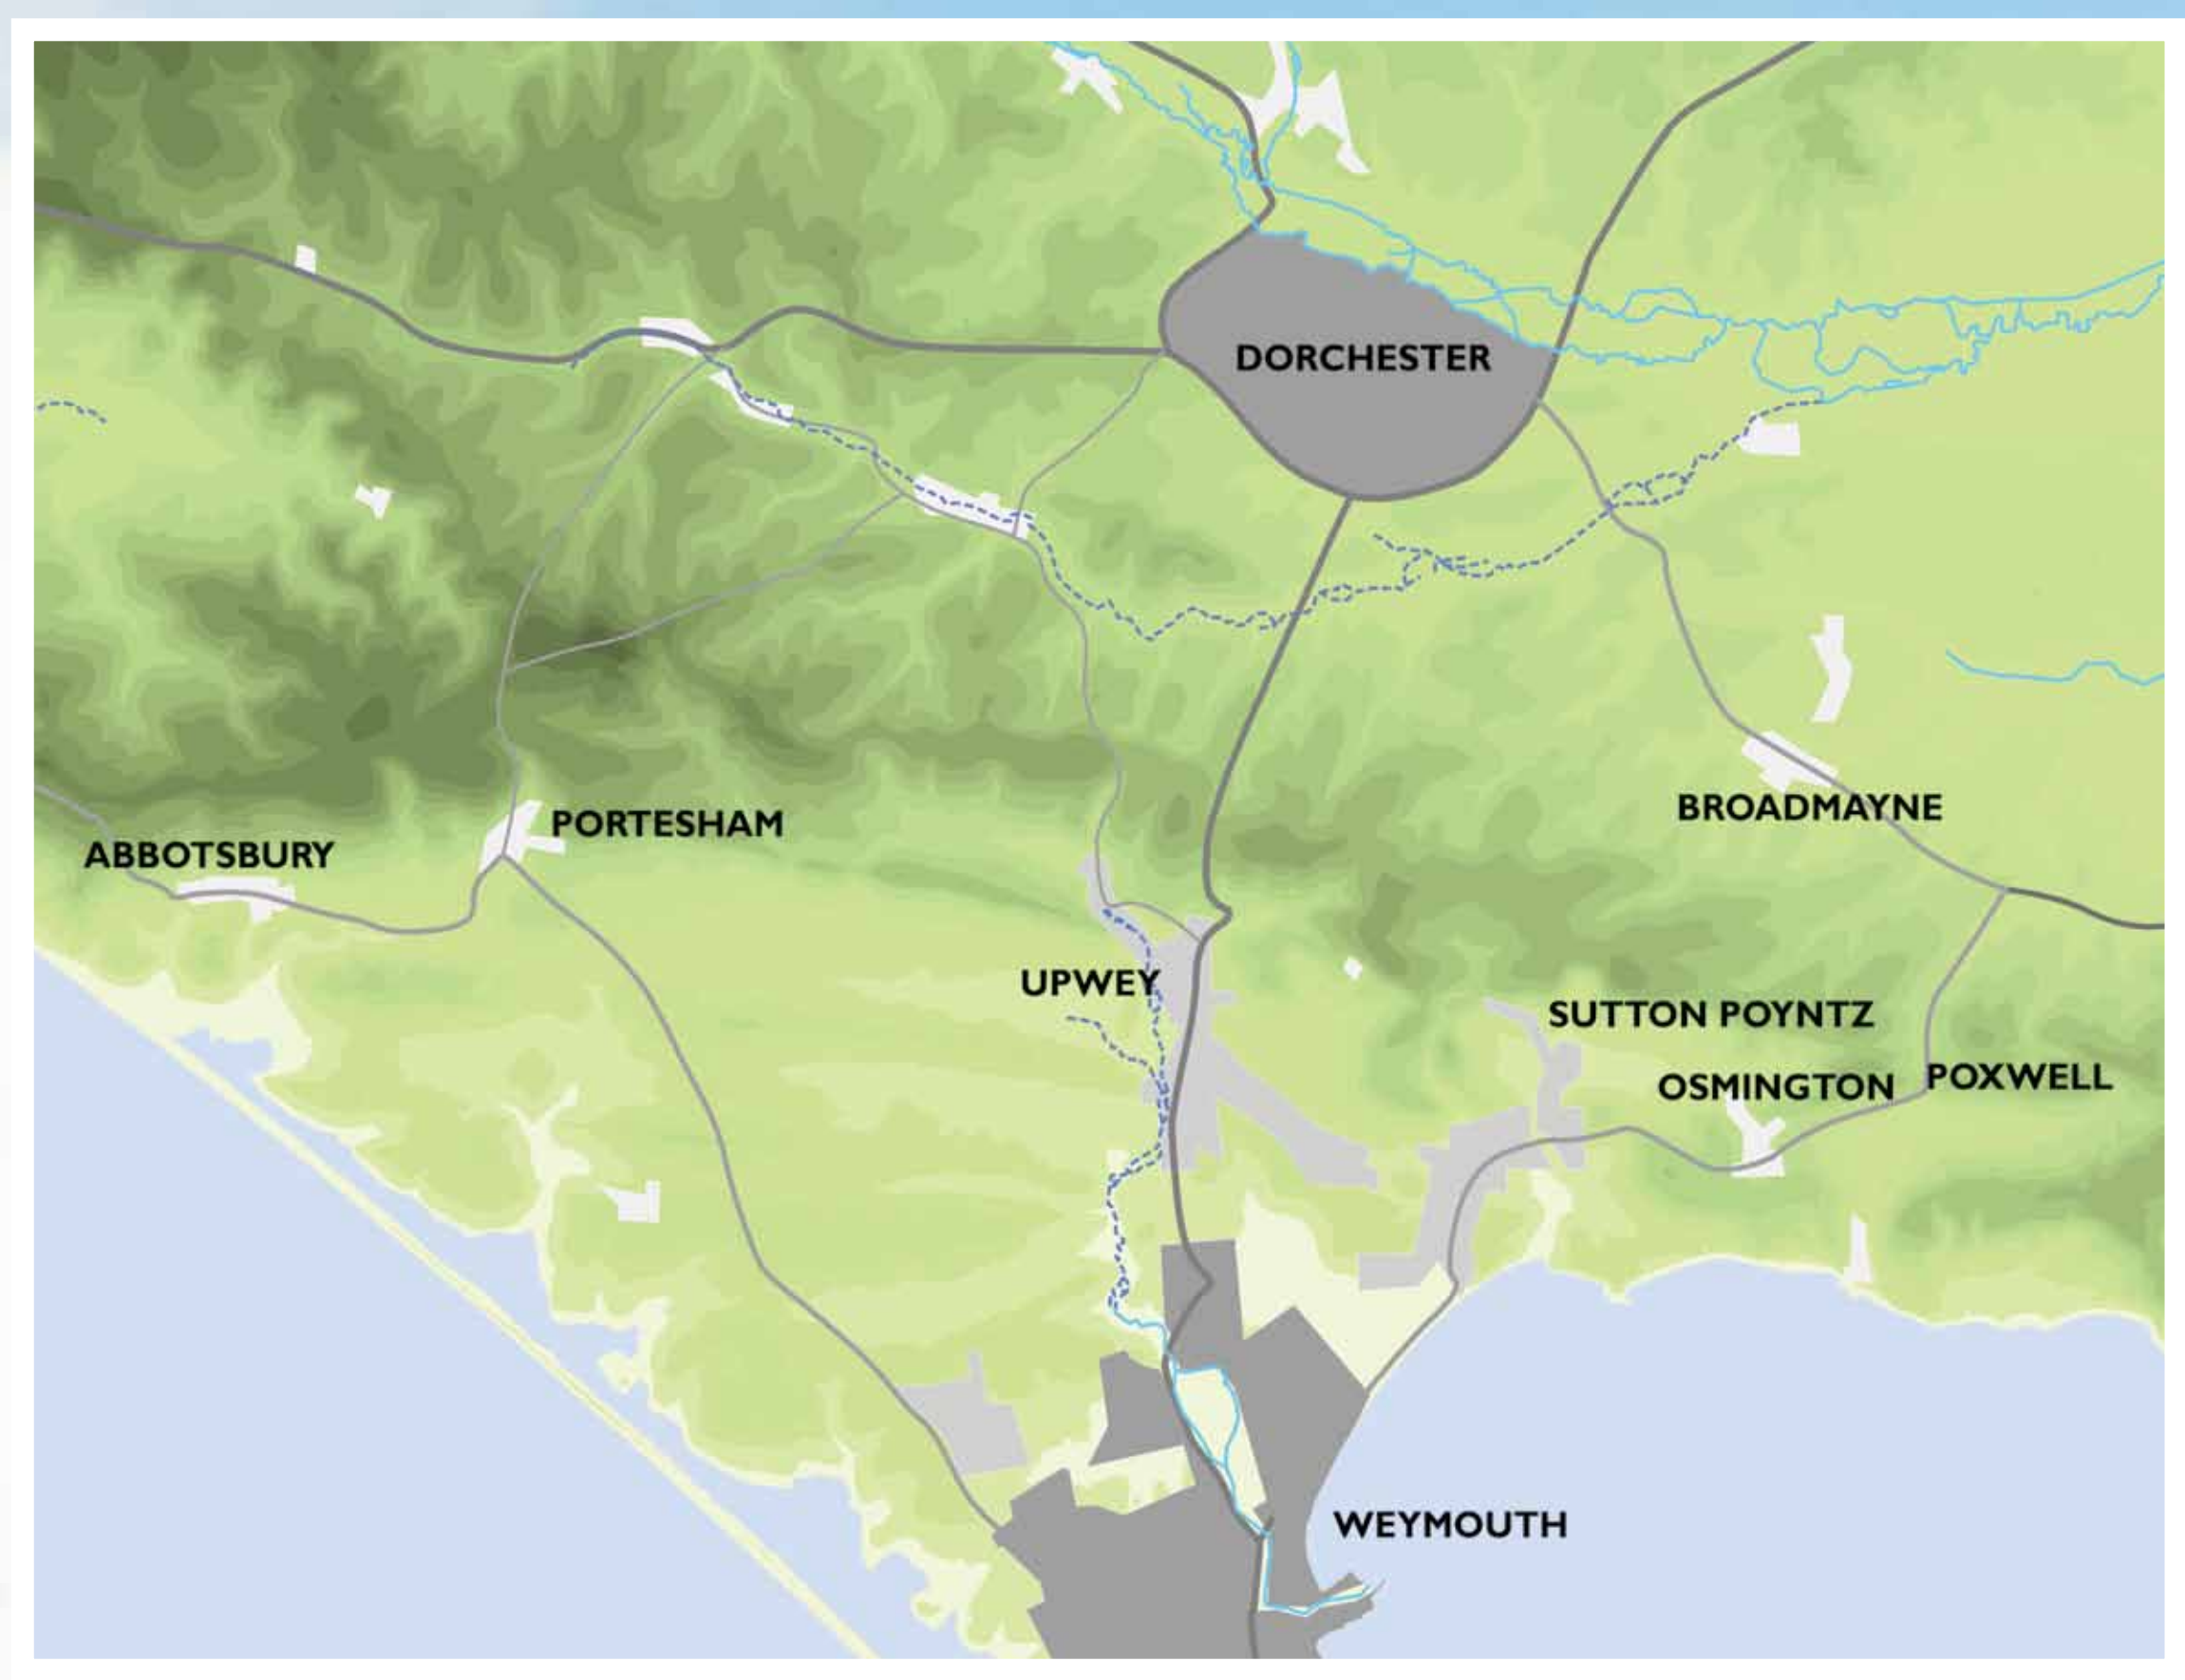 DORCHESTER
BROADMAYNE
PORTESHAM
ABBOTSBURY
UPWEY
SUTTON POYNTZ
OSMINGTON
POXWELL
WEYMOUTH